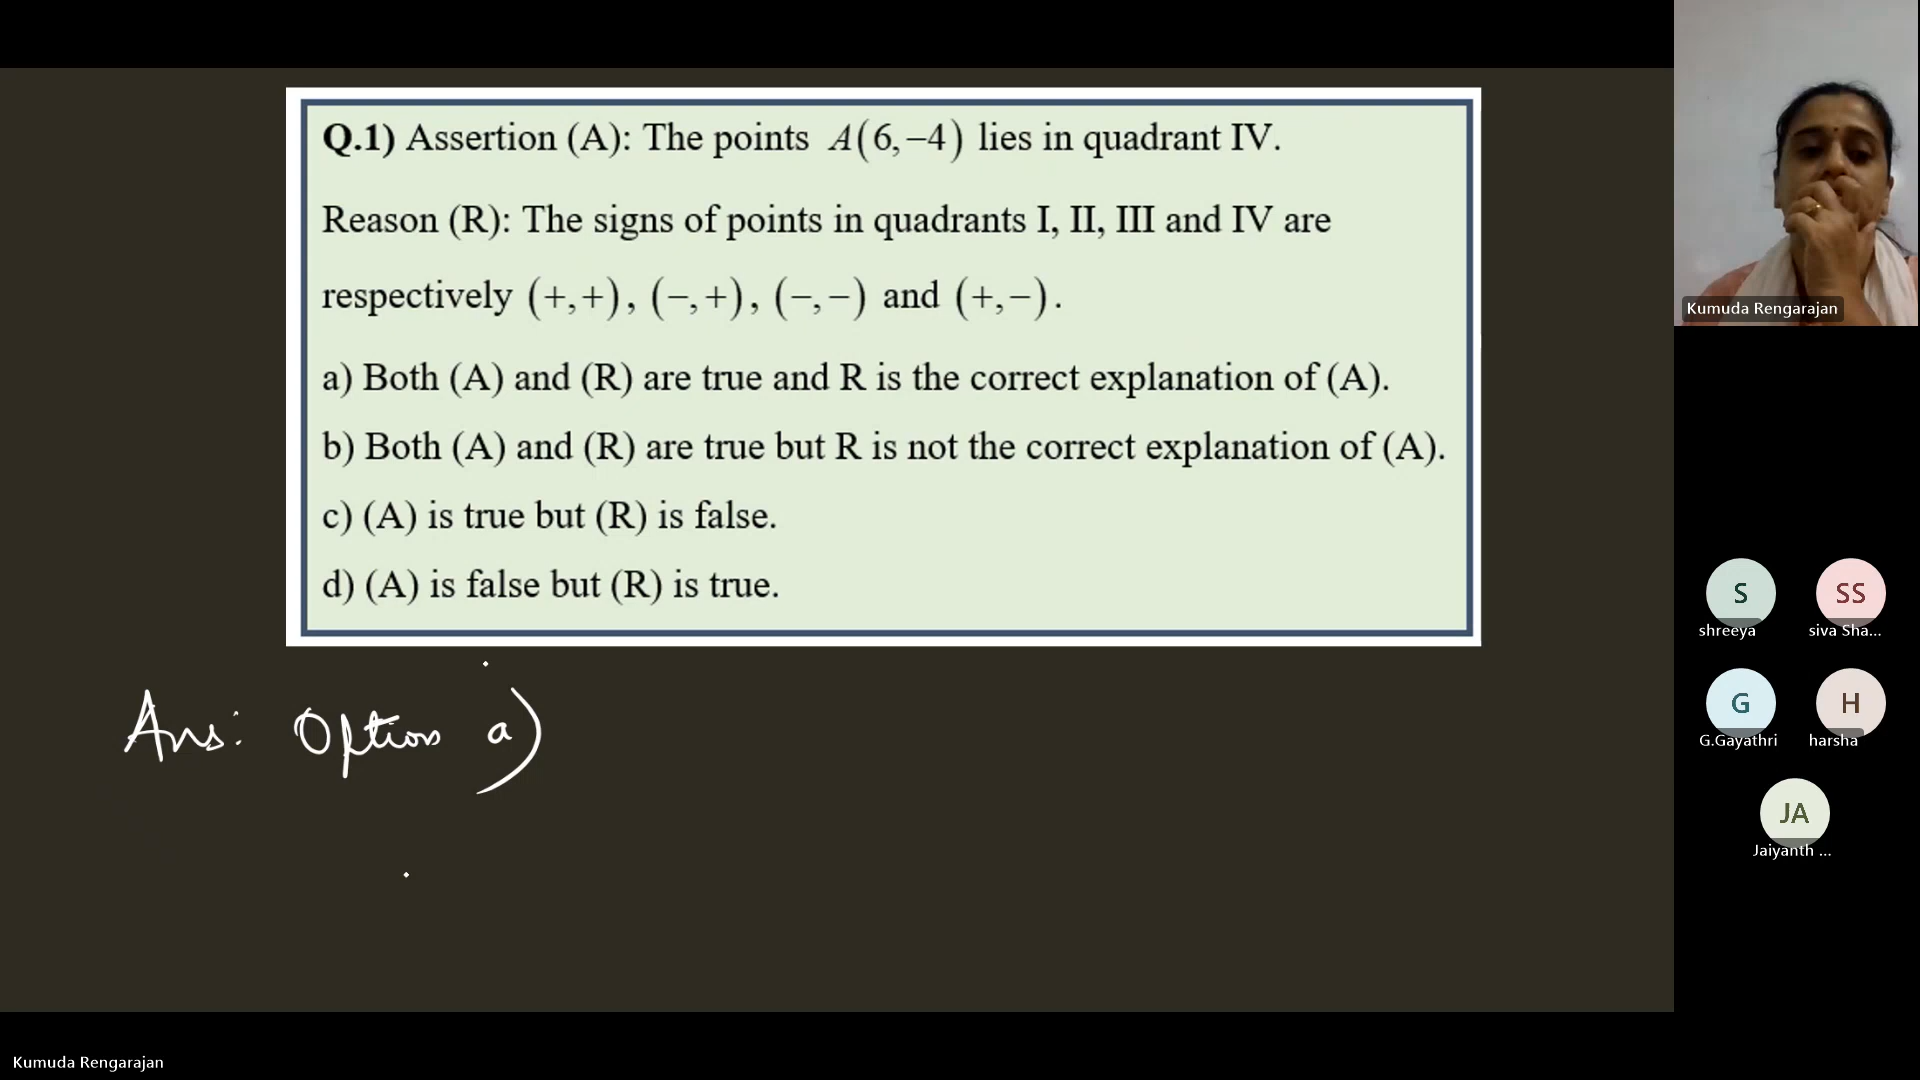 Q.1) Assertion (A): The points A(6,−4) lies in quadrant IV.
Reason (R): The signs of points in quadrants I, II, III and IV are
respectively (+,+), (−,+), (−,−) and (+,−).
a) Both (A) and (R) are true and R is the correct explanation of (A).
b) Both (A) and (R) are true but R is not the correct explanation of (A).
c) (A) is true but (R) is false.
d) (A) is false but (R) is true.
Ans: Option a)
Kumuda Rengarajan
S
shreeya
SS
siva Sha...
G
G.Gayathri
H
harsha
JA
Jaiyanth ...
Kumuda Rengarajan